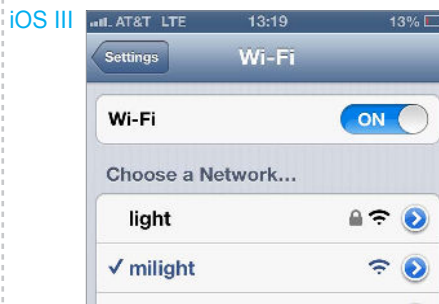 iOS III
AT&T LTE 13:19 13%
Settings Wi-Fi
Wi-Fi ON
Choose a Network...
light
✓ milight